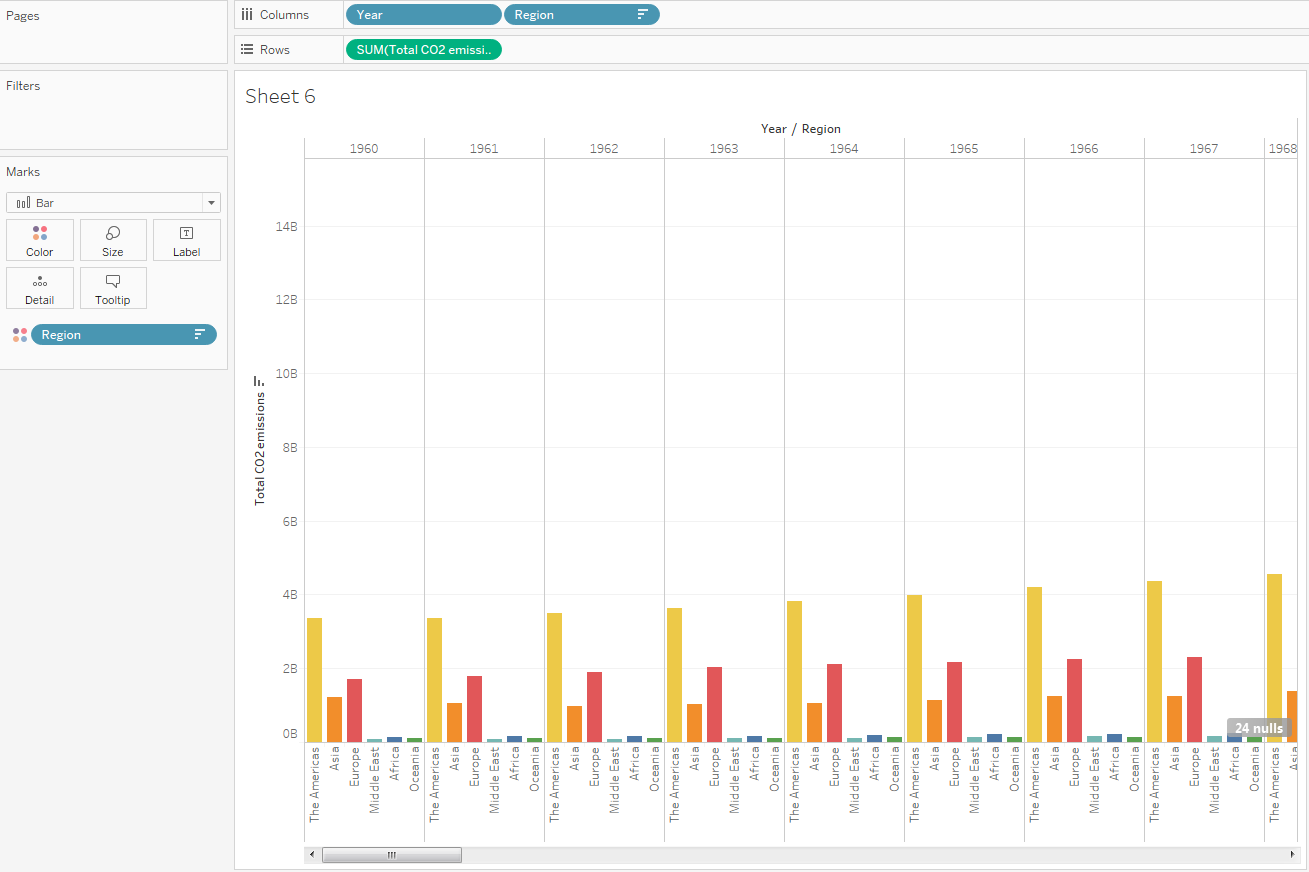 Pages
Columns
Year
Region
Rows
SUM(Total CO2 emissi..
Filters
Marks
Bar
Color
Size
Label
Detail
Tooltip
Region
Sheet 6
Year / Region
1960 1961 1962 1963 1964 1965 1966 1967 1968
Total CO2 emissions
14B
12B
10B
8B
6B
4B
2B
0B
24 nulls
The Americas Asia Europe Middle East Africa Oceania
The Americas Asia Europe Middle East Africa Oceania
The Americas Asia Europe Middle East Africa Oceania
The Americas Asia Europe Middle East Africa Oceania
The Americas Asia Europe Middle East Africa Oceania
The Americas Asia Europe Middle East Africa Oceania
The Americas Asia Europe Middle East Africa Oceania
The Americas Asia Europe Middle East Africa Oceania
The Americas Asia